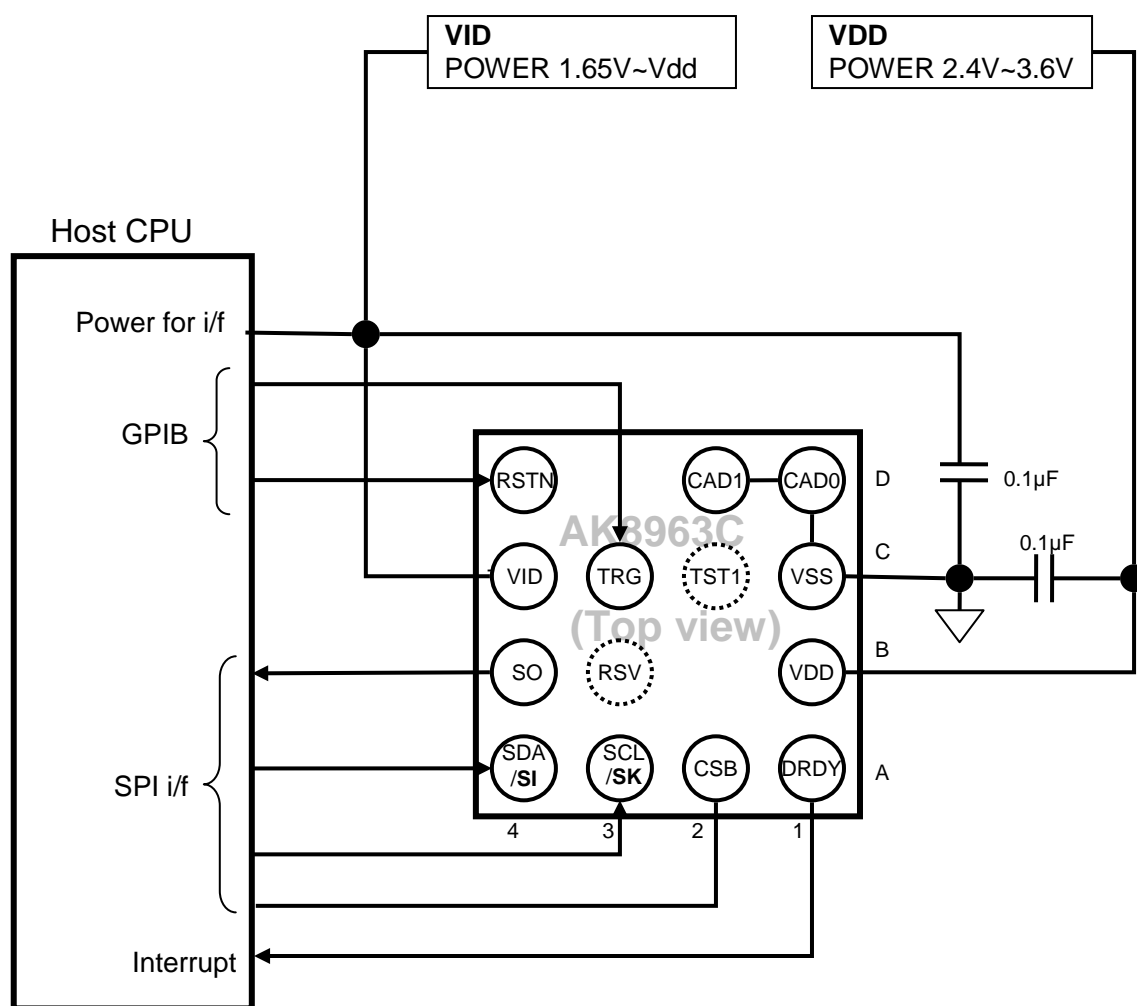 VID
POWER 1.65V~Vdd
VDD
POWER 2.4V~3.6V
Host CPU
Power for i/f
GPIB
SPI i/f
Interrupt
AK8963C
(Top view)
RSTN
CAD1
CAD0
D
VID
TRG
TST1
VSS
C
SO
RSV
VDD
B
SDA
/SI
SCL
/SK
CSB
DRDY
A
4
3
2
1
0.1µF
0.1µF